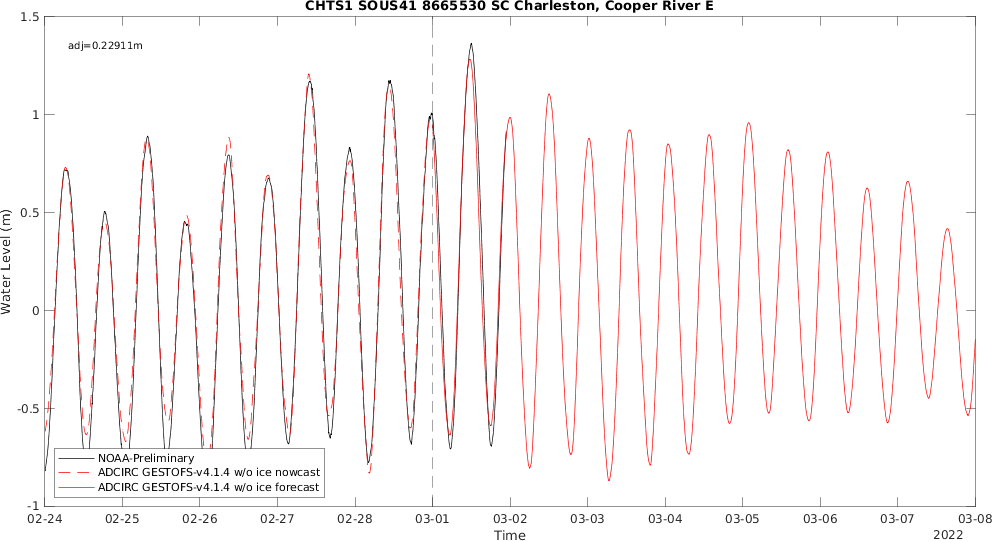 CHTS1 SOUS41 8665530 SC Charleston, Cooper River E
adj=0.22911m
1.5
1
0.5
0
-0.5
-1
Water Level (m)
NOAA-Preliminary
ADCIRC GESTOFS-v4.1.4 w/o ice nowcast
ADCIRC GESTOFS-v4.1.4 w/o ice forecast
02-24 02-25 02-26 02-27 02-28 03-01 03-02 03-03 03-04 03-05 03-06 03-07 03-08
Time
2022